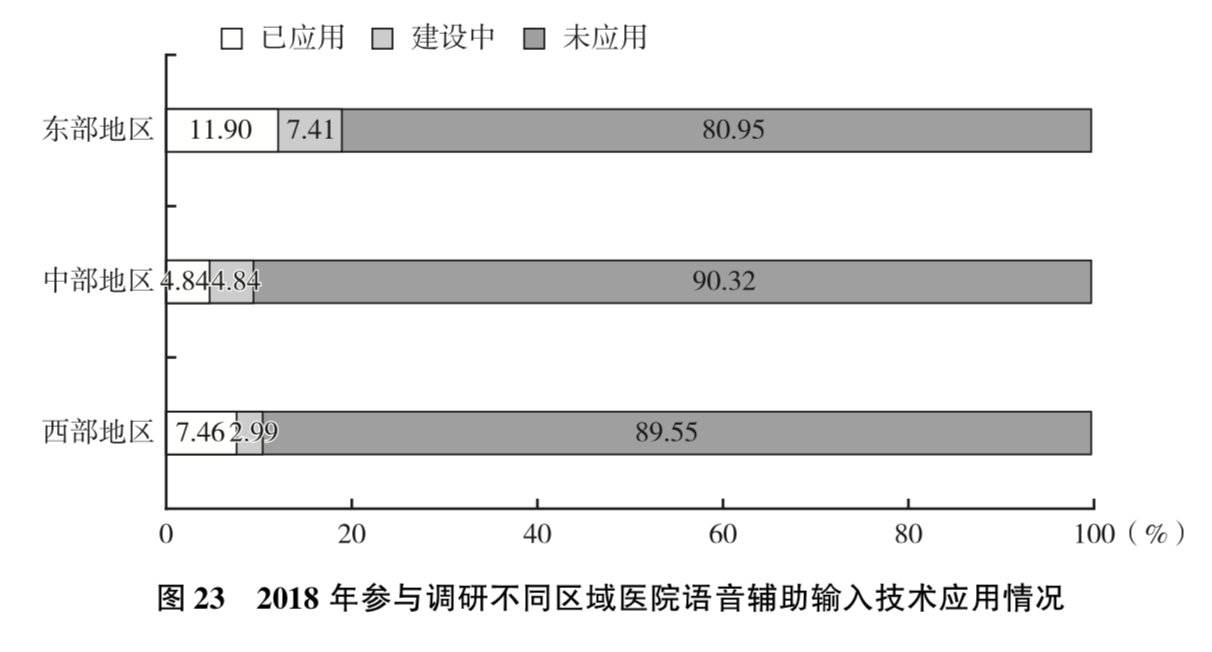 已应用 建设中 未应用
东部地区 11.90 7.41 80.95
中部地区 4.84 4.84 90.32
西部地区 7.46 2.99 89.55
0 20 40 60 80 100（%）
图 23 2018 年参与调研不同区域医院语音辅助输入技术应用情况